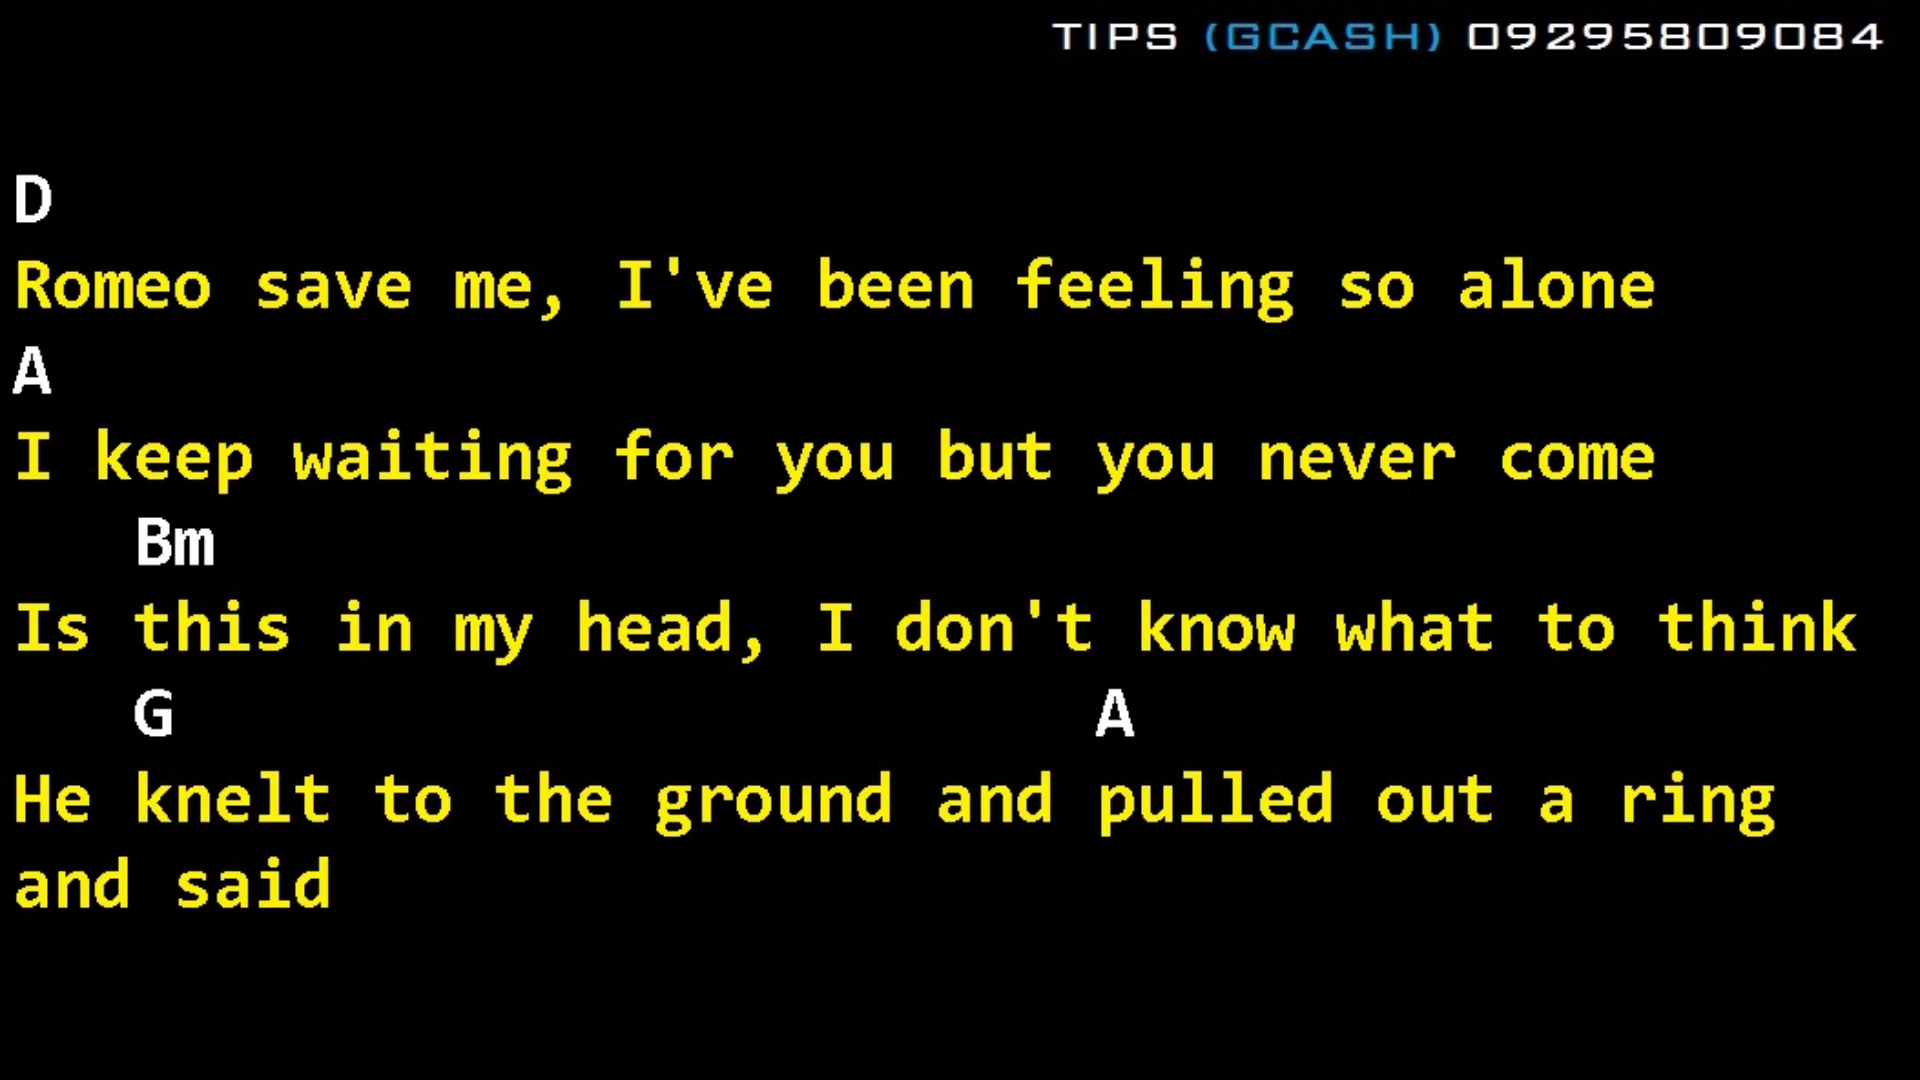 TIPS (GCASH) 09295809084
D
Romeo save me, I've been feeling so alone
A
I keep waiting for you but you never come
Bm
Is this in my head, I don't know what to think
G A
He knelt to the ground and pulled out a ring
and said